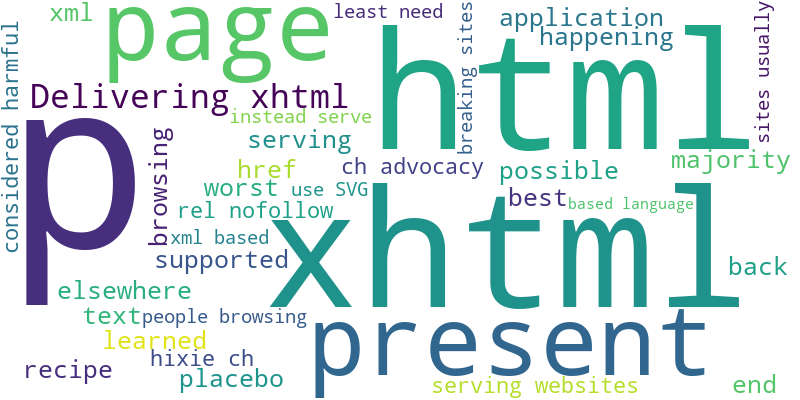 xml
page
least need
application
happening
html
breaking sites
sites usually
considered harmful
Delivering xhtml
p
instead serve
serving
browsing
href
ch advocacy
possible
majority
worst
use SVG
best
based language
rel nofollow
xhtml
xml based
supported
back
elsewhere
text
people browsing
present
learned
hixie ch
recipe
placebo
serving websites
end